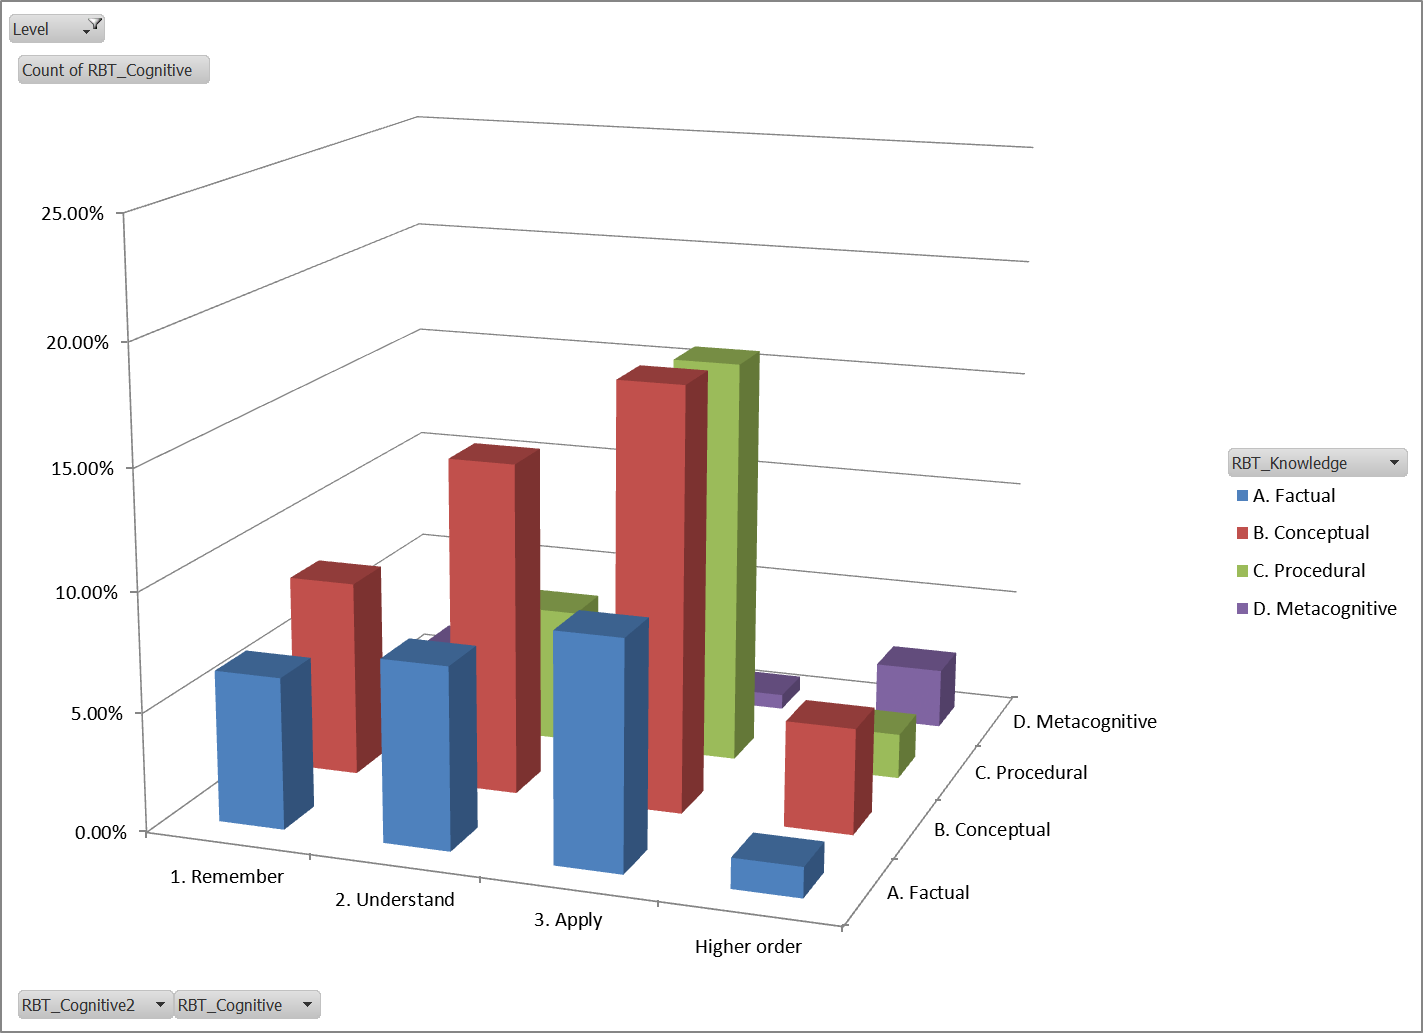 Level
Count of RBT_Cognitive
25.00%
20.00%
15.00%
10.00%
5.00%
0.00%
1. Remember
2. Understand
3. Apply
Higher order
A. Factual
B. Conceptual
C. Procedural
D. Metacognitive
RBT_Knowledge
A. Factual
B. Conceptual
C. Procedural
D. Metacognitive
RBT_Cognitive2 RBT_Cognitive